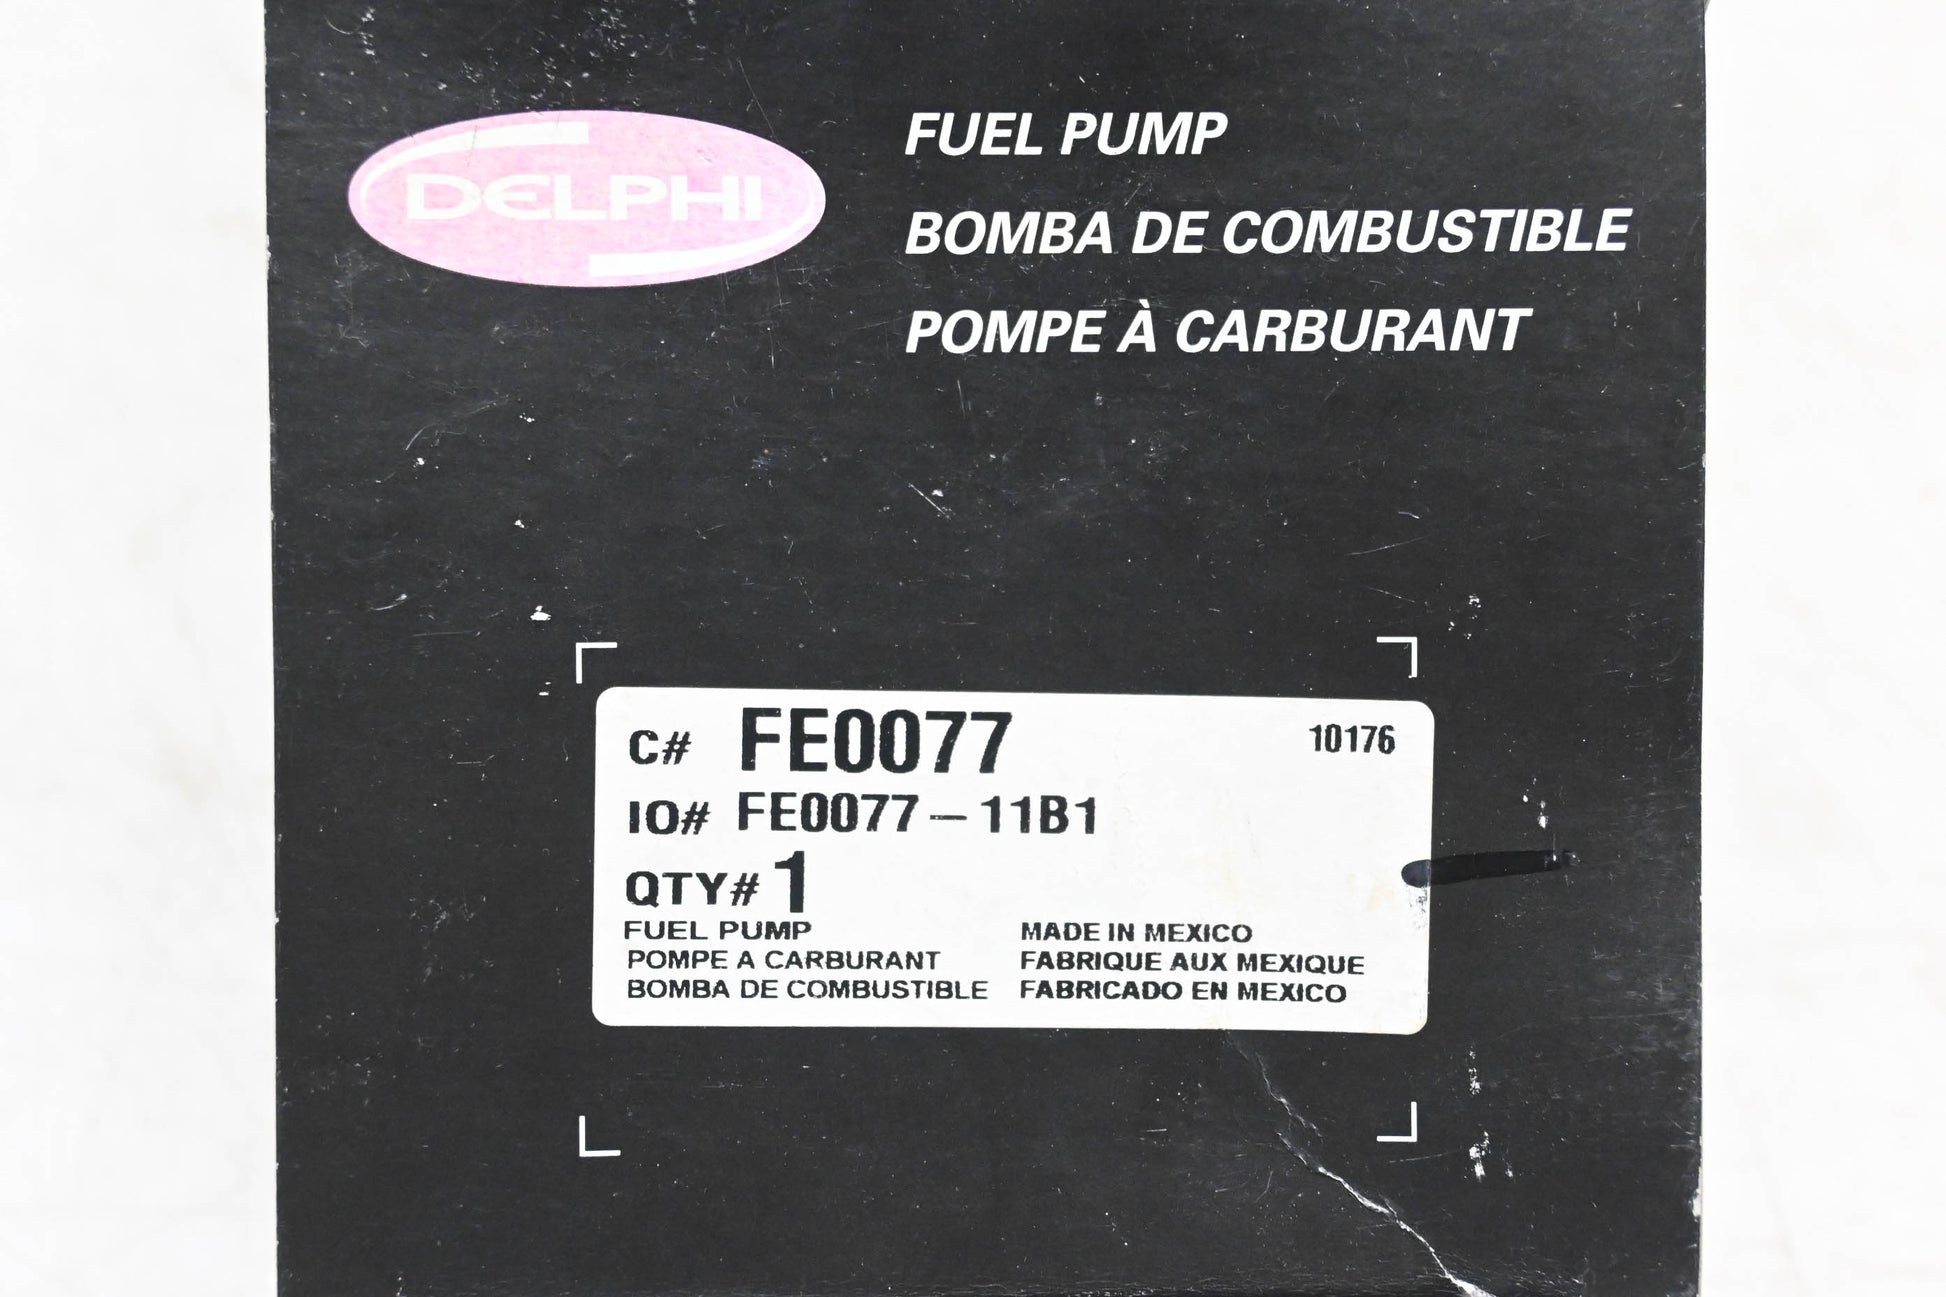 DELPHI
FUEL PUMP
BOMBA DE COMBUSTIBLE
POMPE À CARBURANT
C# FE0077 10176
IO# FE0077-11B1
QTY# 1
FUEL PUMP MADE IN MEXICO
POMPE A CARBURANT FABRIQUE AUX MEXIQUE
BOMBA DE COMBUSTIBLE FABRICADO EN MEXICO